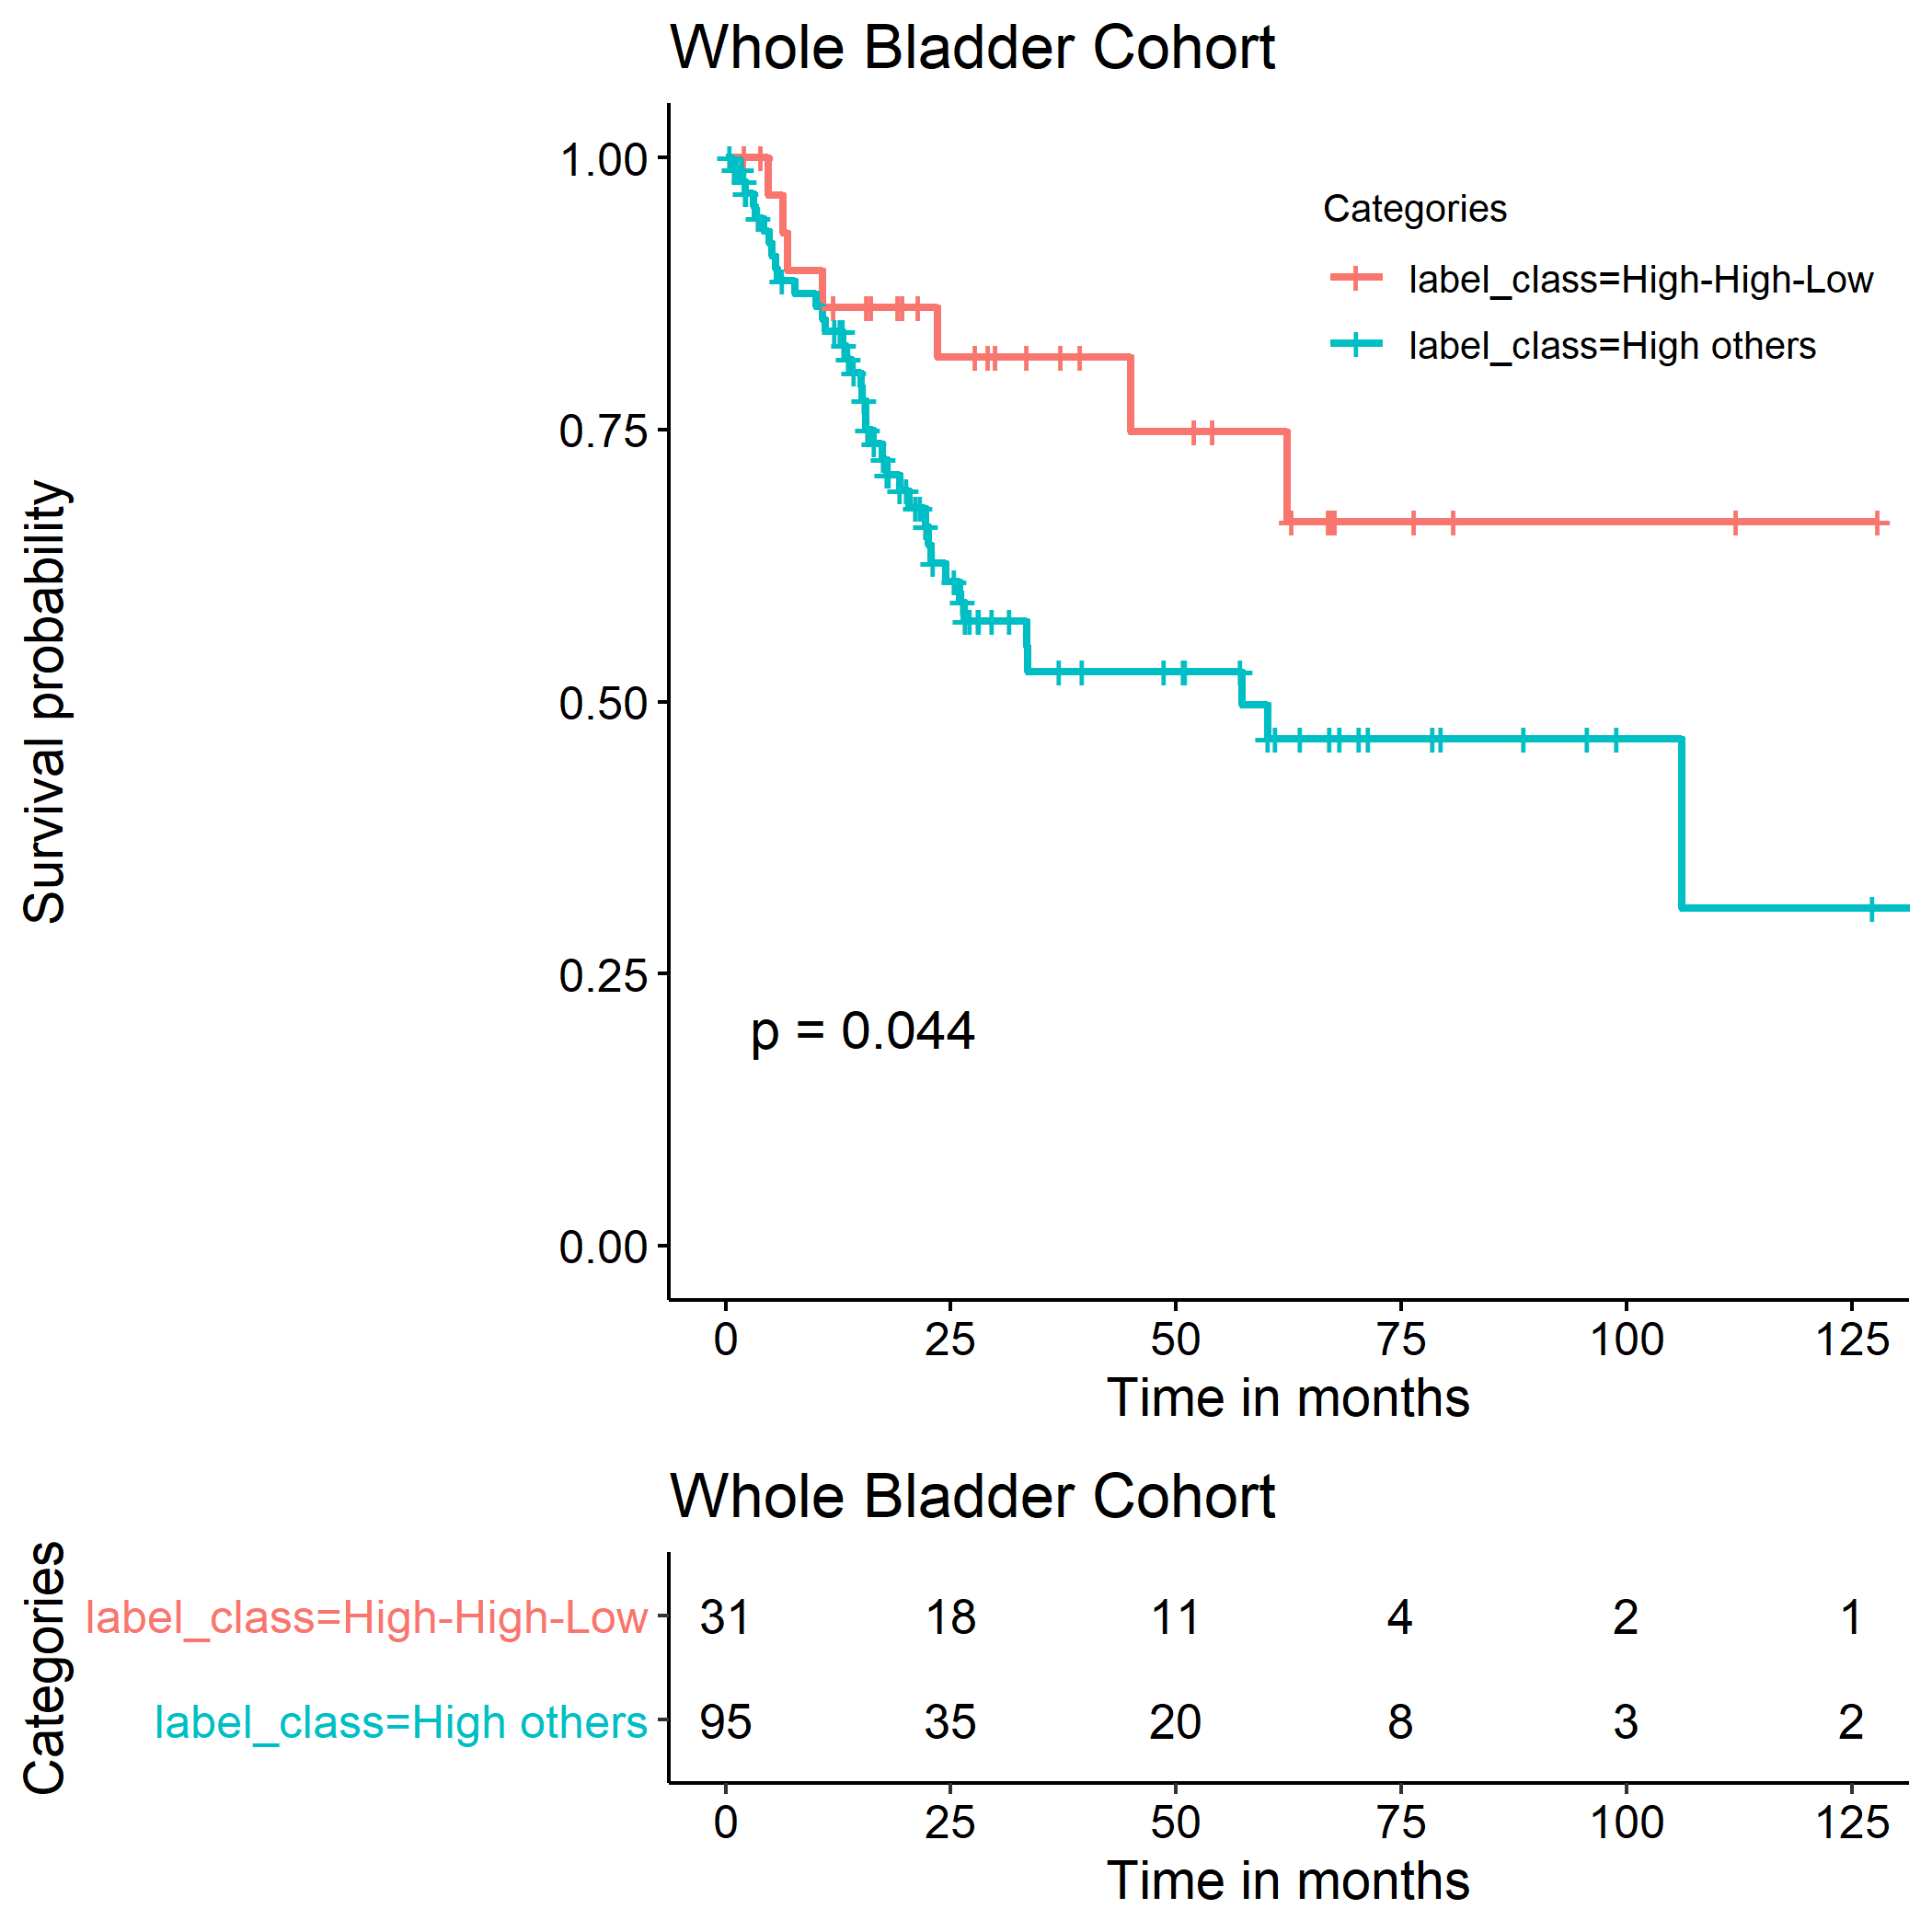 Whole Bladder Cohort
Survival probability
1.00
0.75
0.50
0.25
0.00
Categories
label_class=High-High-Low
label_class=High others
p = 0.044
0 25 50 75 100 125
Time in months
Whole Bladder Cohort
Categories
label_class=High-High-Low 31 18 11 4 2 1
label_class=High others 95 35 20 8 3 2
0 25 50 75 100 125
Time in months